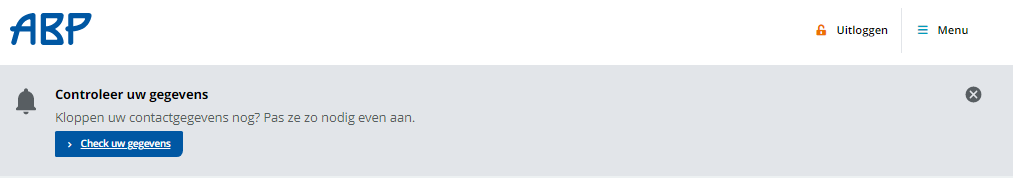 ABP
Uitloggen
Menu
Controleer uw gegevens
Kloppen uw contactgegevens nog? Pas ze zo nodig even aan.
Check uw gegevens